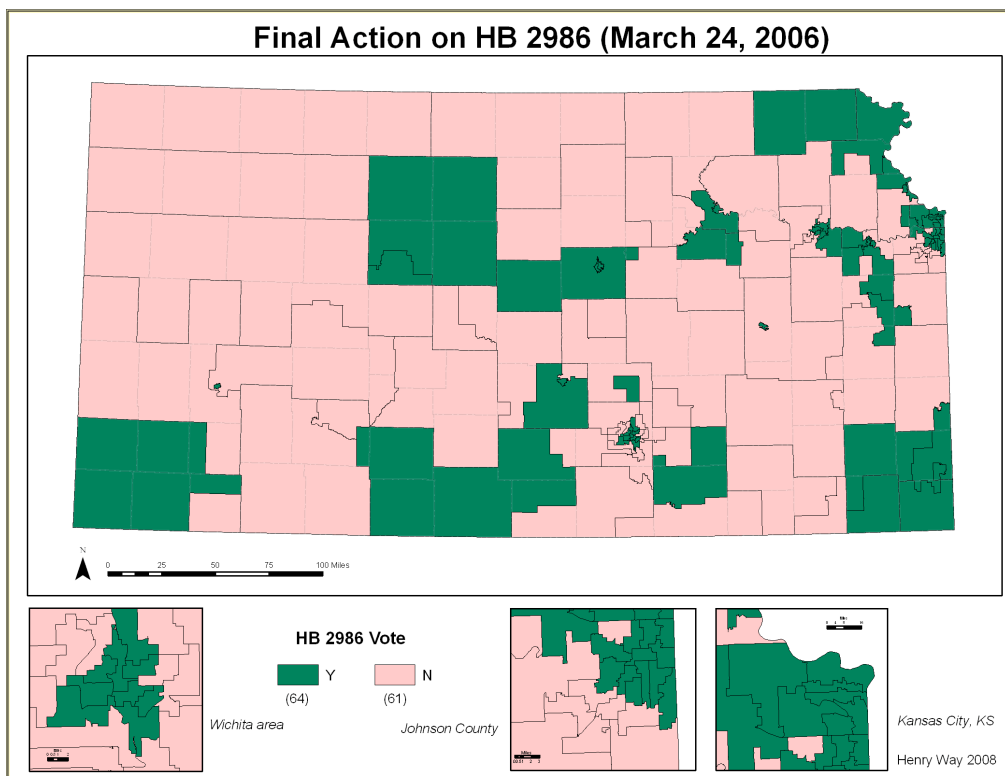 Final Action on HB 2986 (March 24, 2006)
N
0 25 50 75 100 Miles
HB 2986 Vote
Y N
(64) (61)
Wichita area
Johnson County
Miles
Kansas City, KS
Henry Way 2008